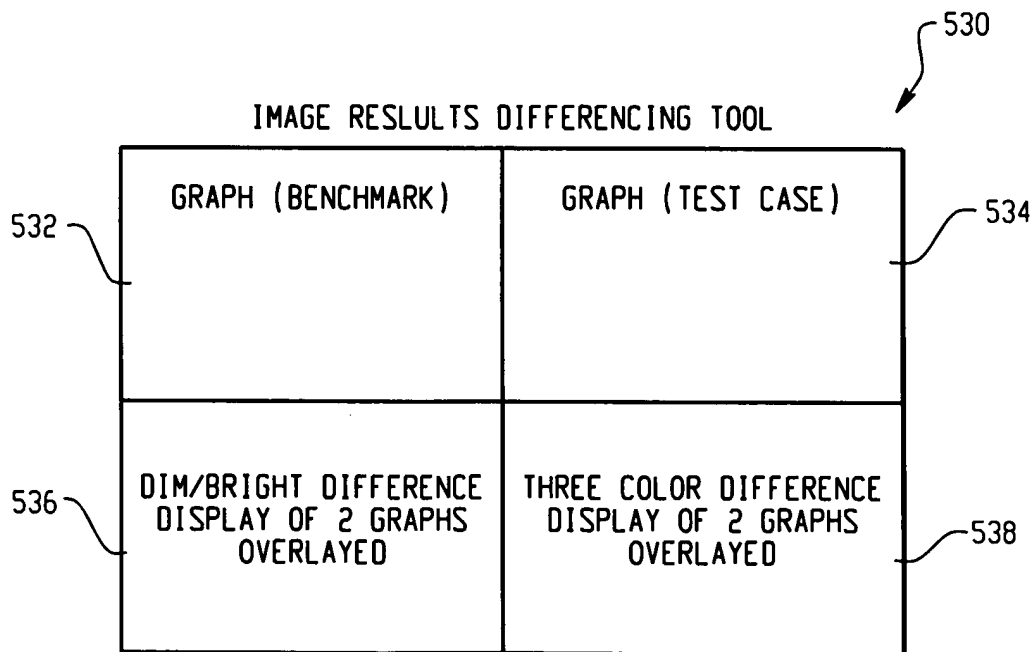 530
IMAGE RESLULTS DIFFERENCING TOOL
GRAPH (BENCHMARK)
GRAPH (TEST CASE)
532
534
DIM/BRIGHT DIFFERENCE
DISPLAY OF 2 GRAPHS
OVERLAYED
THREE COLOR DIFFERENCE
DISPLAY OF 2 GRAPHS
OVERLAYED
536
538